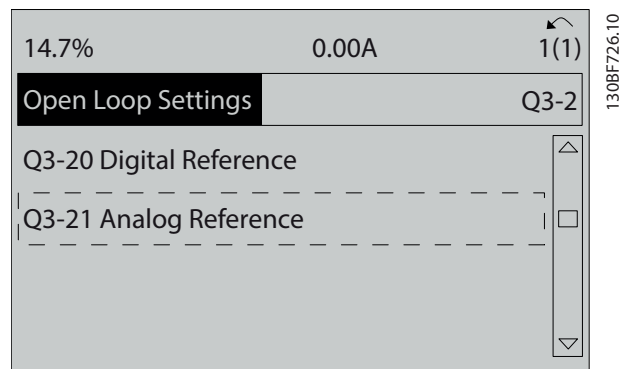 14.7% 0.00A 1(1)
Open Loop Settings Q3-2
Q3-20 Digital Reference
Q3-21 Analog Reference
130BF726.10